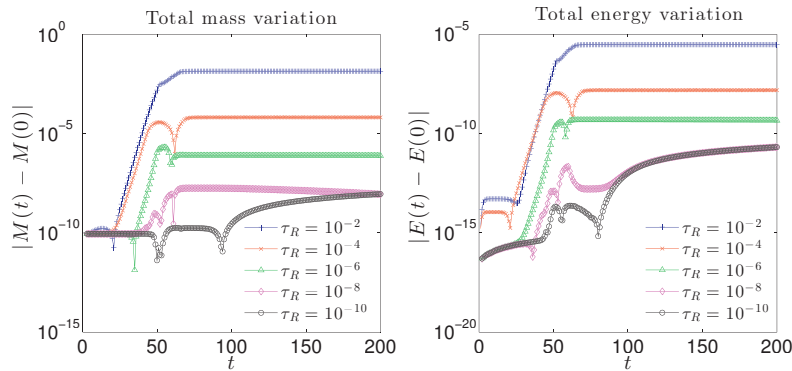 Total mass variation
10^0
10^-5
10^-10
10^-15
|M(t) − M(0)|
τ_R = 10^-2
τ_R = 10^-4
τ_R = 10^-6
τ_R = 10^-8
τ_R = 10^-10
0 50 100 150 200
t
Total energy variation
10^-5
10^-10
10^-15
10^-20
|E(t) − E(0)|
τ_R = 10^-2
τ_R = 10^-4
τ_R = 10^-6
τ_R = 10^-8
τ_R = 10^-10
0 50 100 150 200
t